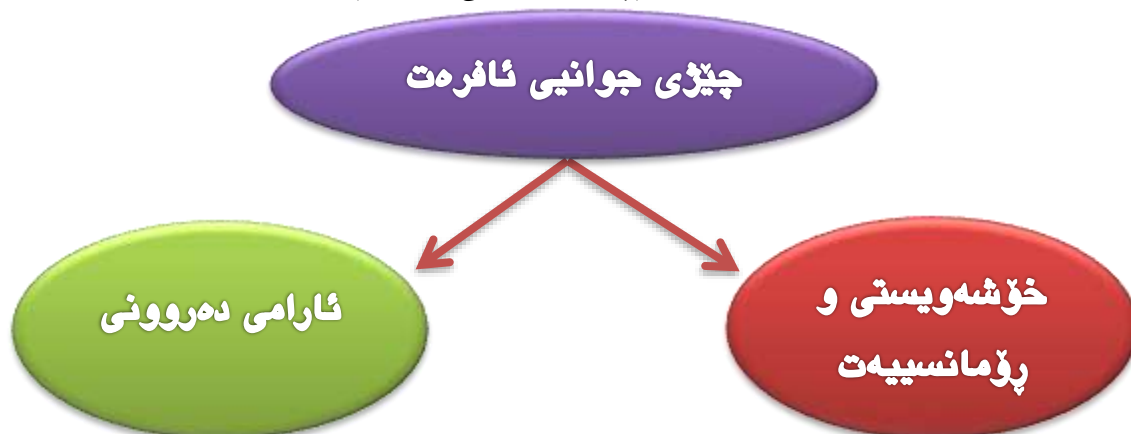 چێژی جوانیی ئافرەت
خۆشەویستی و
ڕۆمانسییەت
ئارامی دەروونی